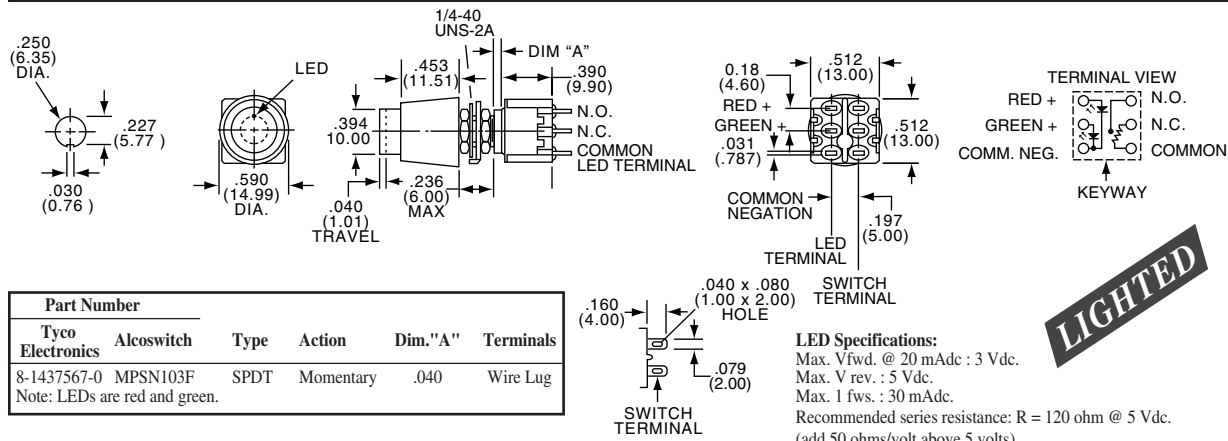 .250
(6.35)
DIA.
.227
(5.77 )
.030
(0.76 )
LED
.590
(14.99)
DIA.
1/4-40
UNS-2A
DIM “A”
.453
(11.51)
.390
(9.90)
.394
10.00
N.O.
N.C.
COMMON
LED TERMINAL
.236
(6.00)
MAX
.040
(1.01)
TRAVEL
.512
(13.00)
0.18
(4.60)
RED +
GREEN +
.031
(.787)
.512
(13.00)
COMMON
NEGATION
.197
(5.00)
LED
TERMINAL
SWITCH
TERMINAL
TERMINAL VIEW
RED +
N.O.
GREEN +
N.C.
COMM. NEG.
COMMON
KEYWAY
LIGHTED
Part Number
Tyco Electronics Alcoswitch Type Action Dim."A" Terminals
8-1437567-0 MPSN103F SPDT Momentary .040 Wire Lug
Note: LEDs are red and green.
.160
(4.00)
.040 x .080
(1.00 x 2.00)
HOLE
.079
(2.00)
SWITCH
TERMINAL
LED Specifications:
Max. Vfwd. @ 20 mAdc : 3 Vdc.
Max. V rev. : 5 Vdc.
Max. 1 fws. : 30 mAdc.
Recommended series resistance: R = 120 ohm @ 5 Vdc.
(add 50 ohms/volt above 5 volts)